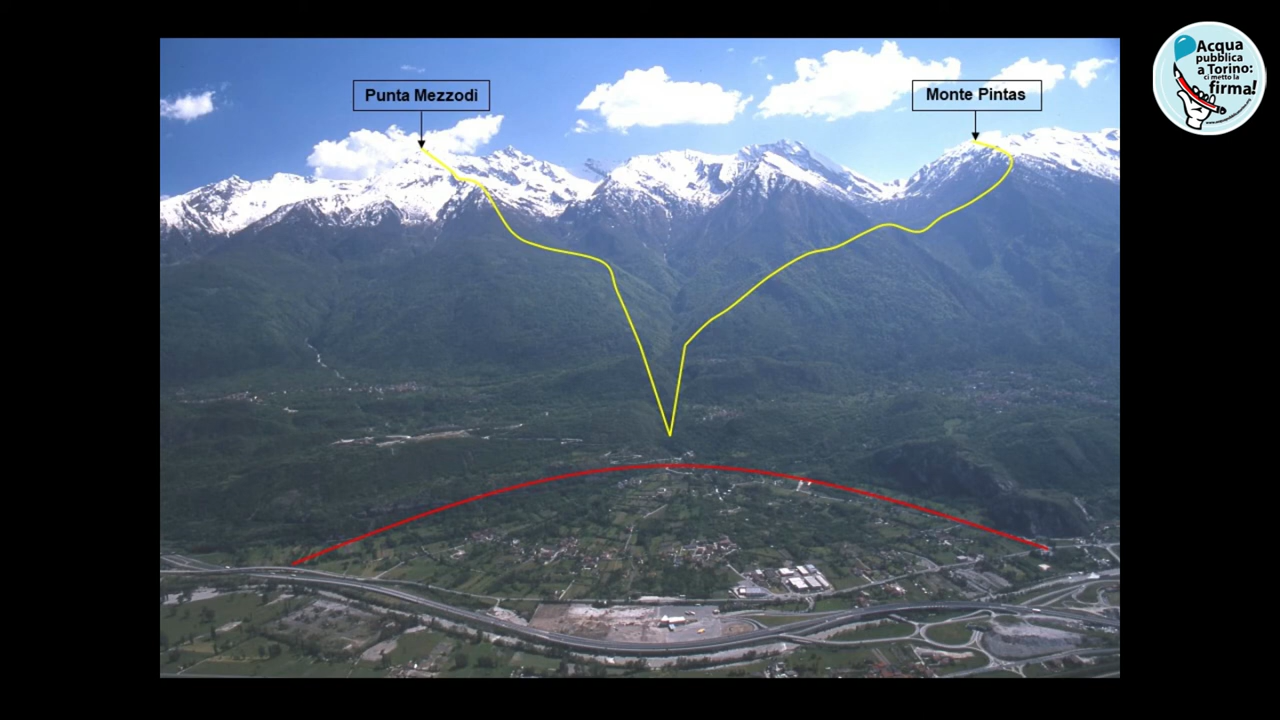 Punta Mezzodi
Monte Pintas
Acqua
pubblica
a Torino:
ci metto la
firma!